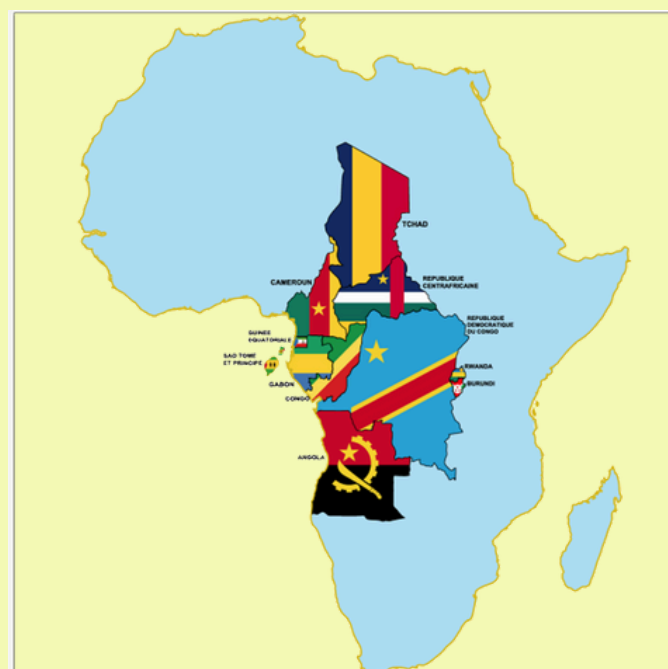 TCHAD
CAMEROUN
REPUBLIQUE
CENTRAFRICAINE
REPUBLIQUE
DEMOCRATIQUE
DU CONGO
GUINEE
EQUATORIALE
SAO TOME
ET PRINCIPE
RWANDA
GABON
BURUNDI
CONGO
ANGOLA